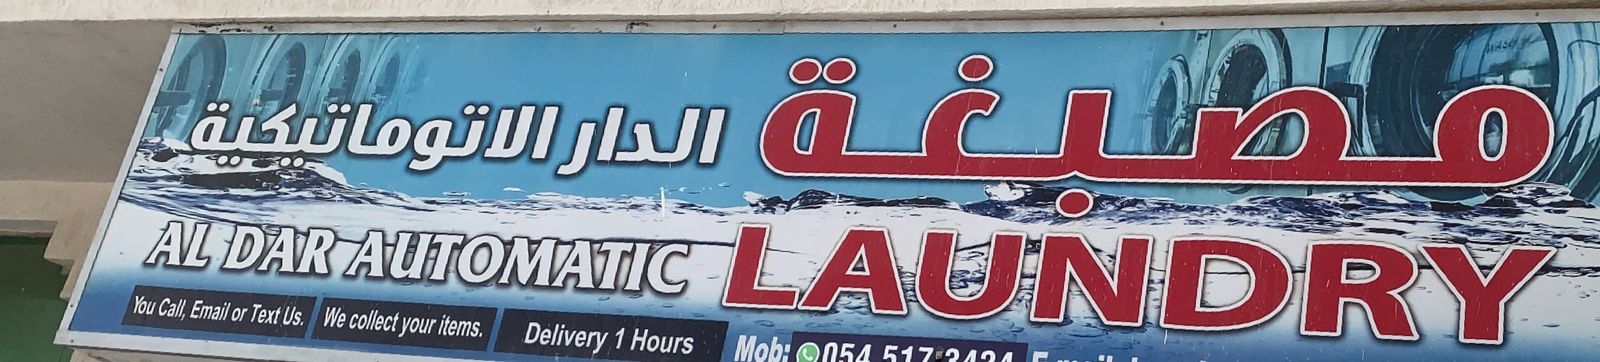 مصبغة
الدار الاتوماتيكية
AL DAR AUTOMATIC
LAUNDRY
You Call, Email or Text Us.
We collect your items.
Delivery 1 Hours
Mob: 054 517 3424